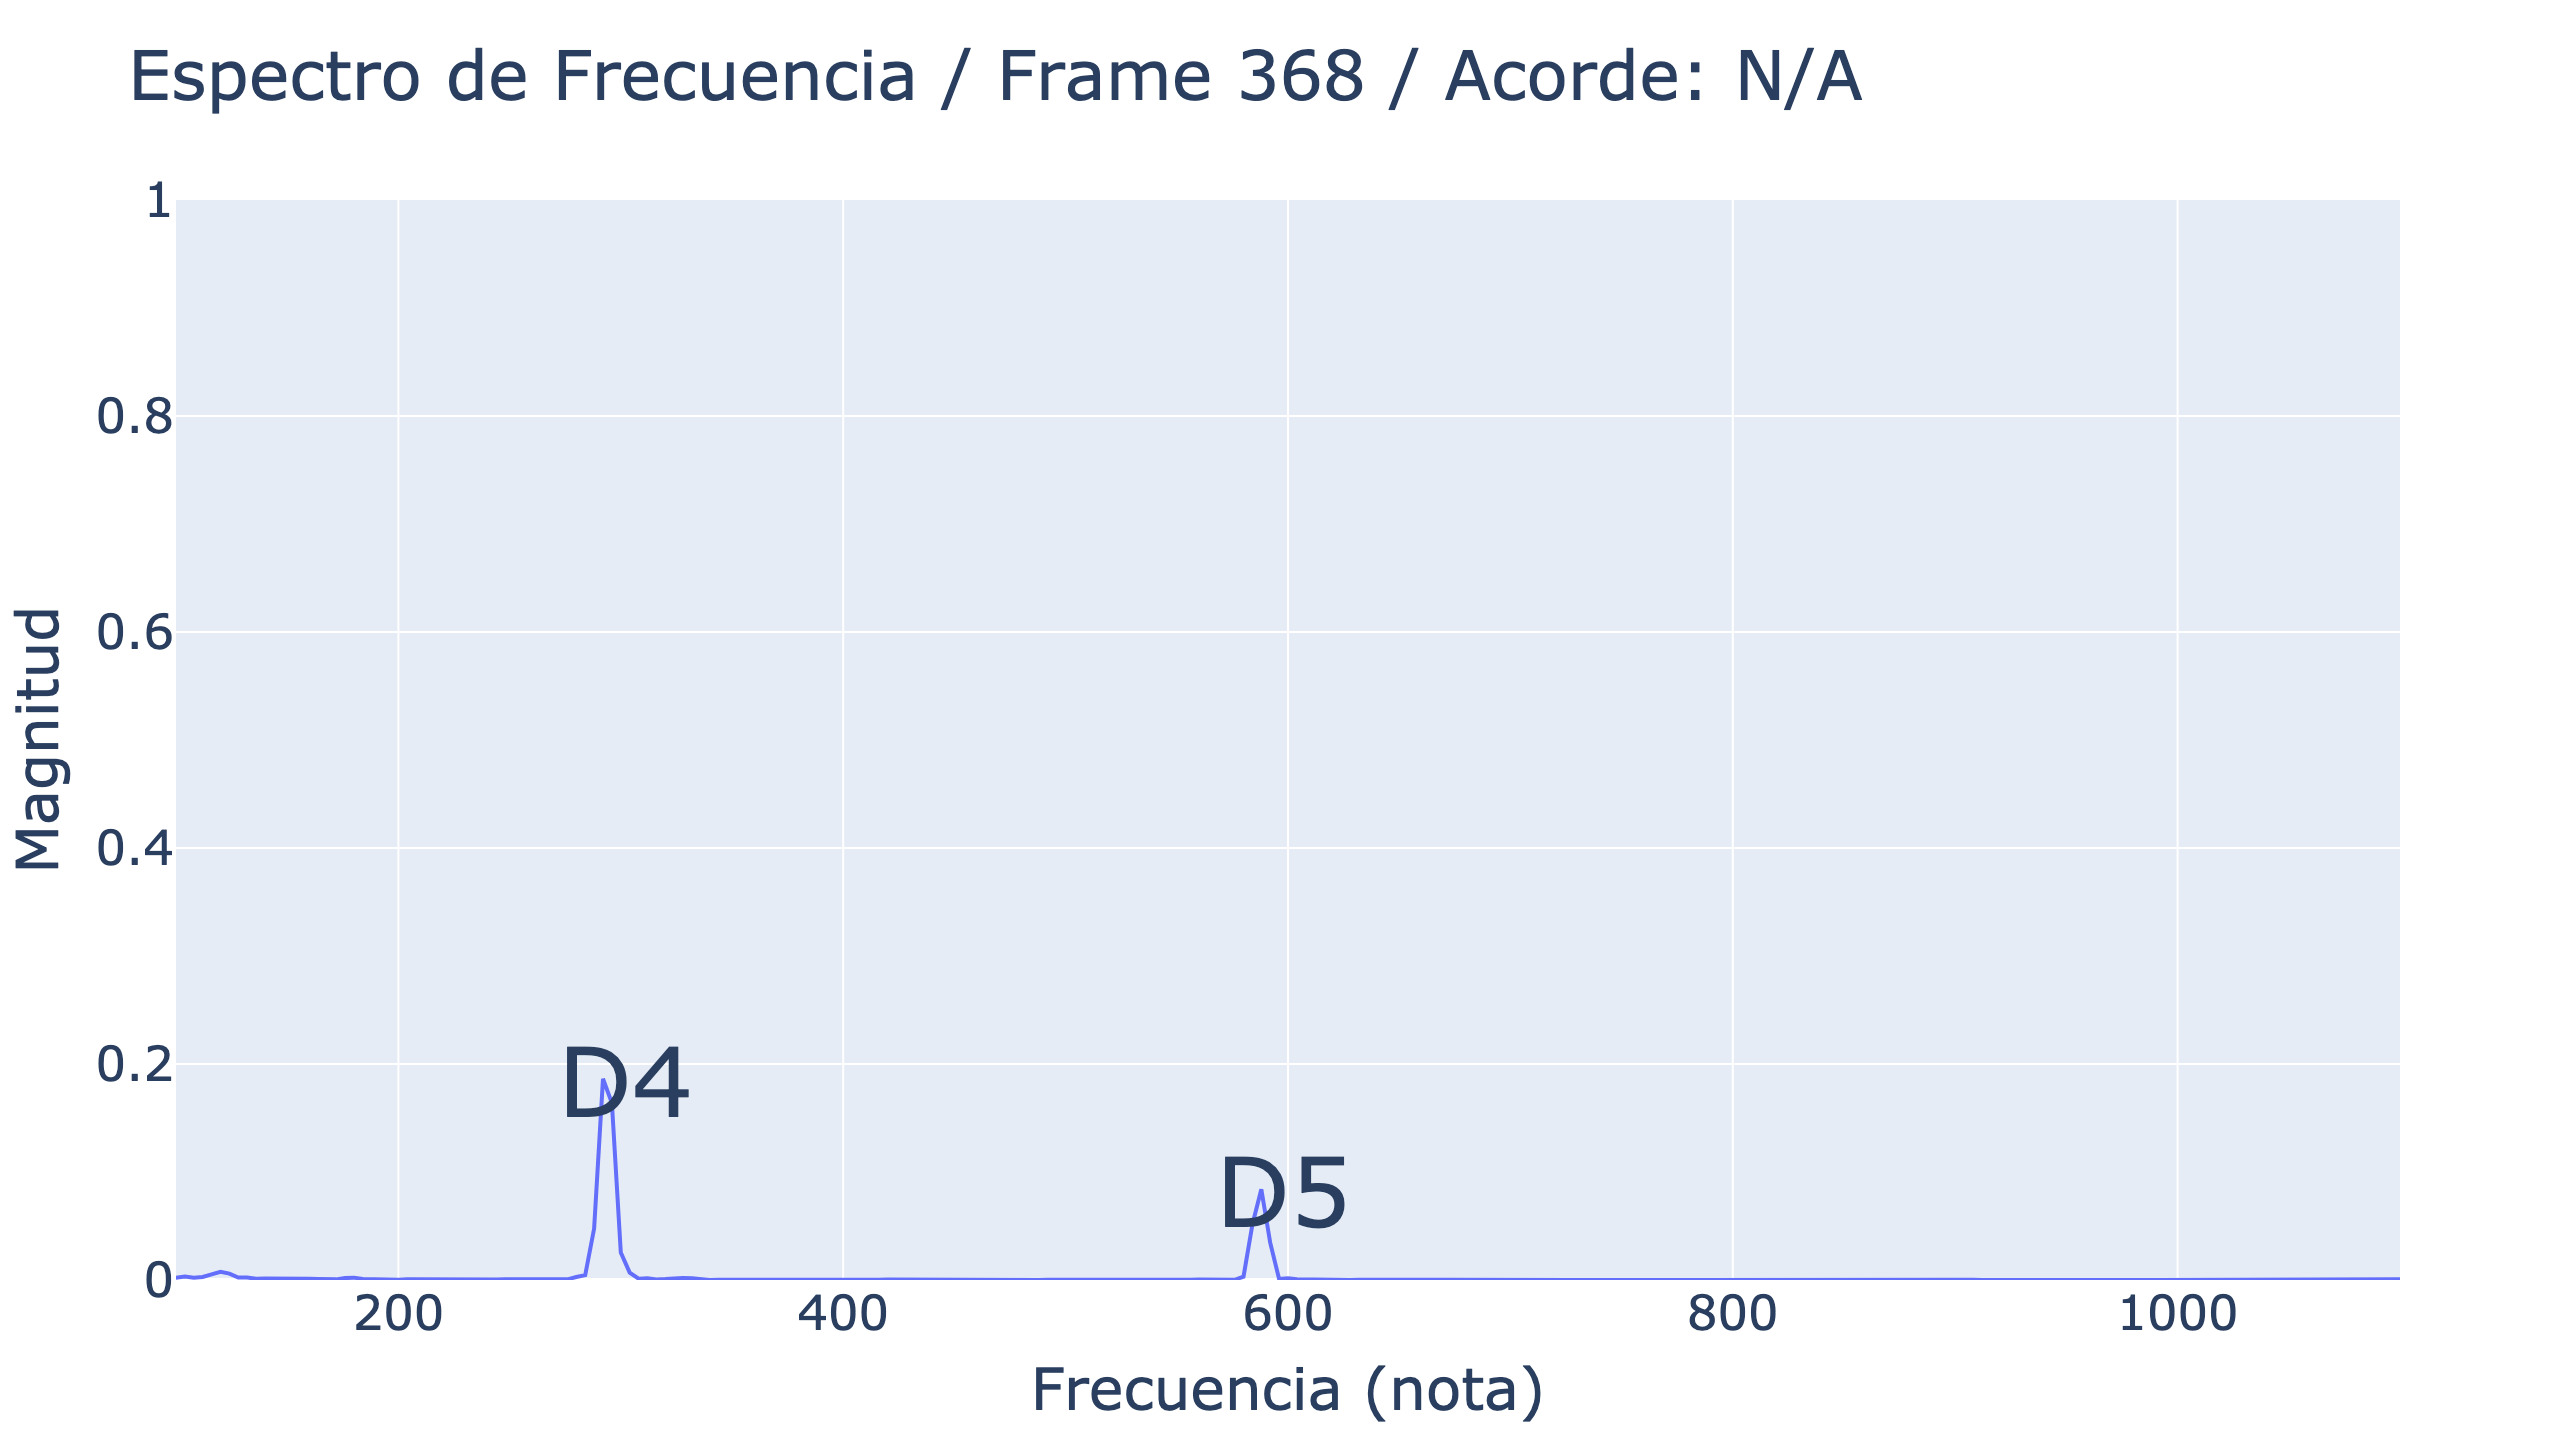 Espectro de Frecuencia / Frame 368 / Acorde: N/A
1
0.8
0.6
0.4
0.2
0
Magnitud
D4
D5
200 400 600 800 1000
Frecuencia (nota)